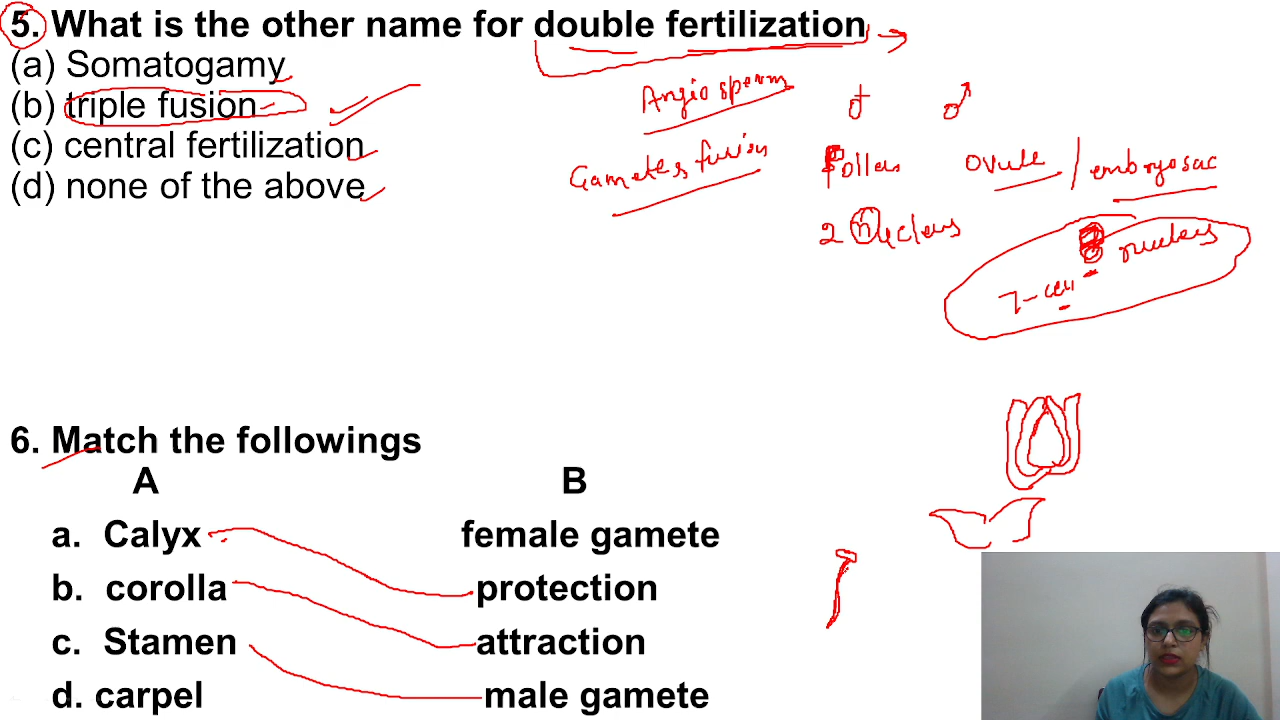 5. What is the other name for double fertilization
(a) Somatogamy
(b) triple fusion
(c) central fertilization
(d) none of the above
Angiosperm
Gametes fusion
Pollen
ovule / embryosac
2 nucleus
nucleus
7-cell
6. Match the followings
A B
a. Calyx female gamete
b. corolla protection
c. Stamen attraction
d. carpel male gamete